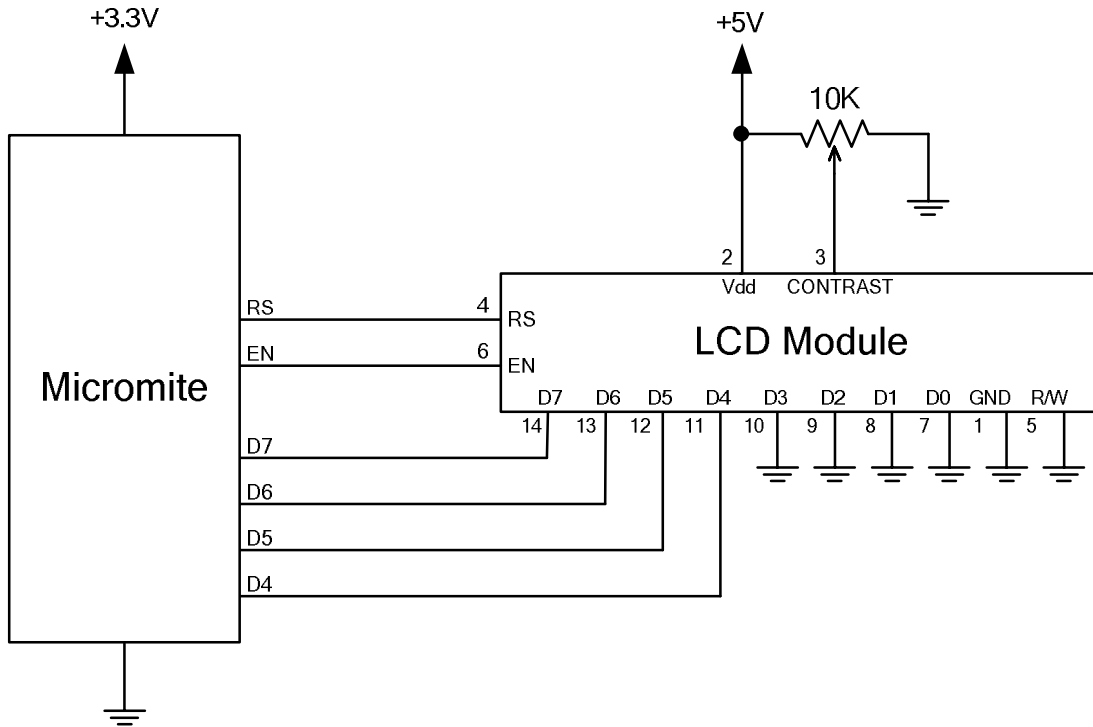 +3.3V
+5V
10K
2 3
Vdd CONTRAST
RS 4 RS
LCD Module
EN 6 EN
Micromite
D7 D6 D5 D4 D3 D2 D1 D0 GND R/W
14 13 12 11 10 9 8 7 1 5
D7
D6
D5
D4